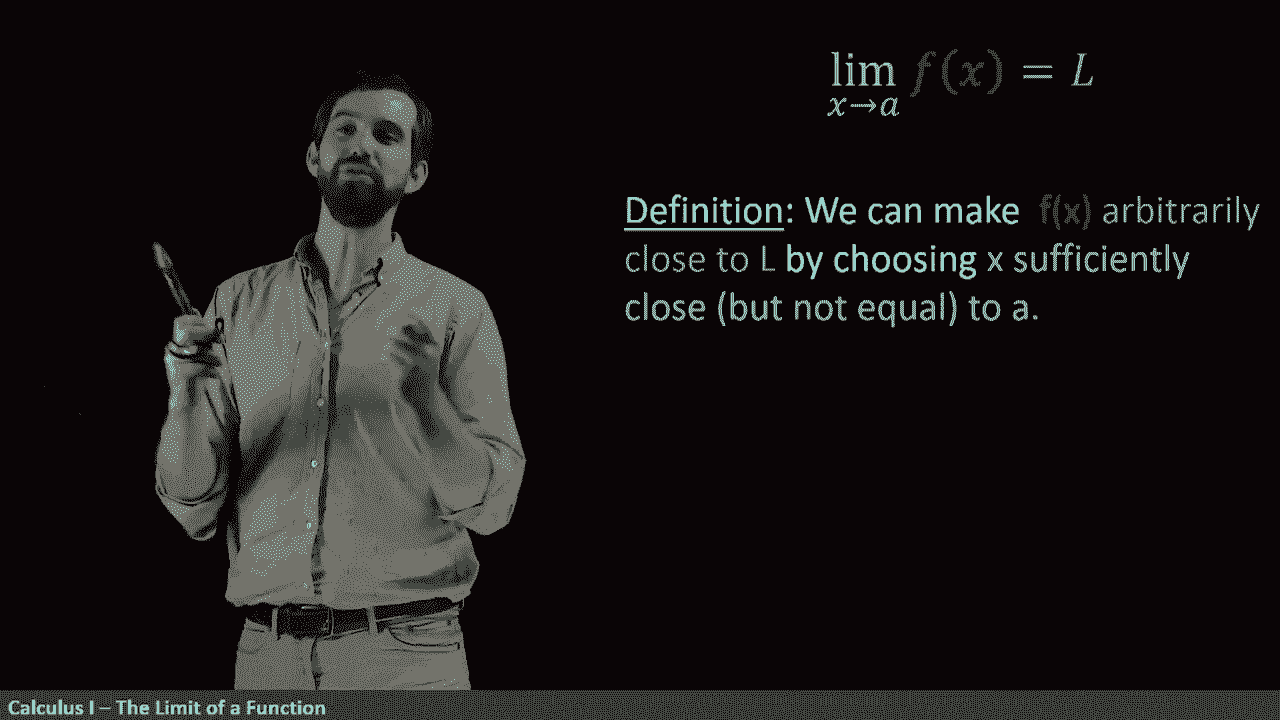 lim f(x) = L
x→a
Definition: We can make f(x) arbitrarily
close to L by choosing x sufficiently
close (but not equal) to a.
Calculus I – The Limit of a Function